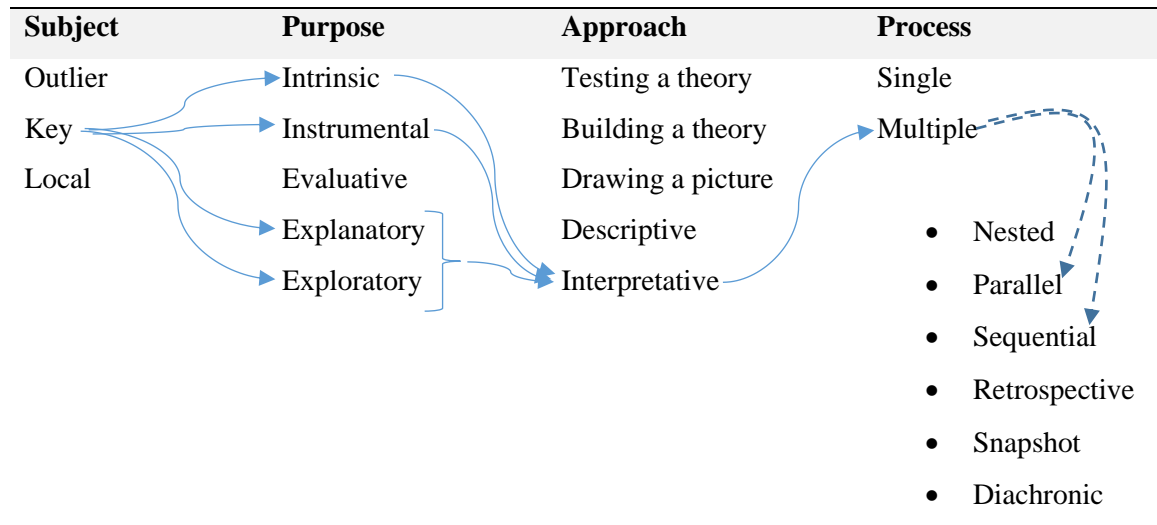 Subject Purpose Approach Process
Outlier Intrinsic Testing a theory Single
Key Instrumental Building a theory Multiple
Local Evaluative Drawing a picture
Explanatory Descriptive • Nested
Exploratory Interpretative • Parallel
• Sequential
• Retrospective
• Snapshot
• Diachronic